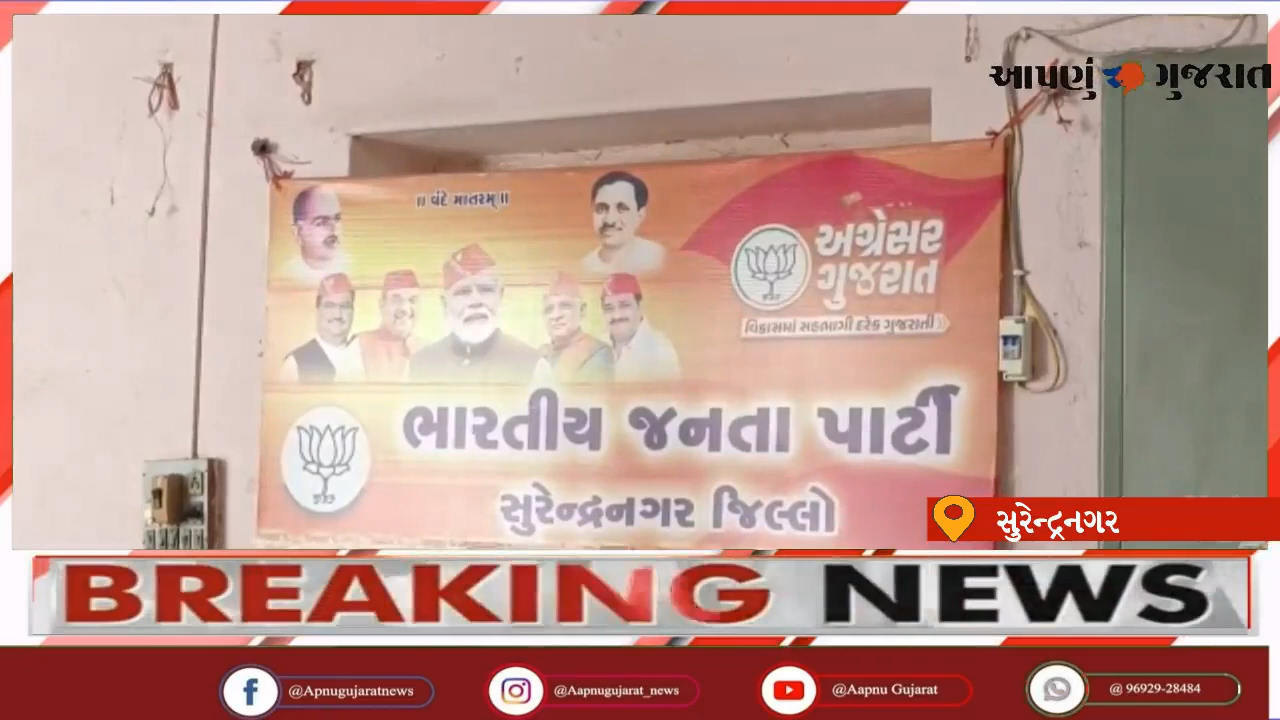 આપણું ગુજરાત
॥ વંદે માતરમ્ ॥
અગ્રેસર
ગુજરાત
વિકાસમાં સહભાગી દરેક ગુજરાતી
ભારતીય જનતા પાર્ટી
સુરેન્દ્રનગર જિલ્લો
સુરેન્દ્રનગર
BREAKING NEWS
@Apnugujaratnews
@Aapnugujarat_news
@Aapnu Gujarat
@ 96929-28484